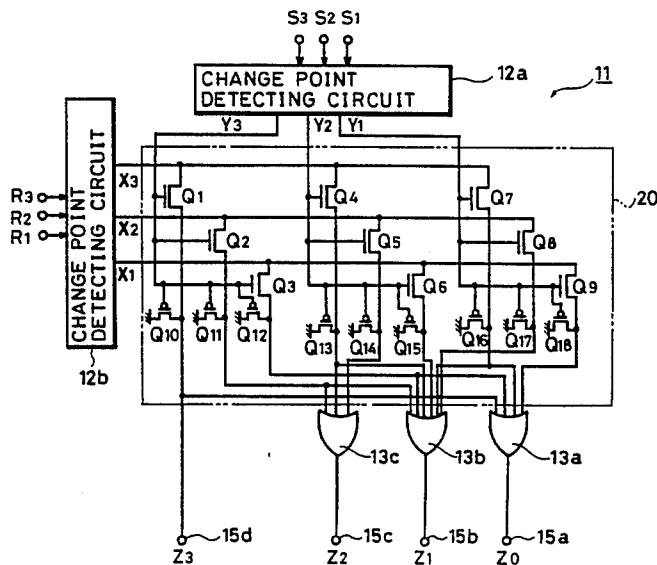 S3 S2 S1
12a
11
CHANGE POINT
DETECTING CIRCUIT
Y3 Y2 Y1
20
X3
Q1 Q4 Q7
R3
R2
R1
CHANGE POINT
DETECTING CIRCUIT
X2
Q2 Q5 Q8
X1
Q3 Q6 Q9
Q10 Q11 Q12 Q13 Q14 Q15 Q16 Q17 Q18
12b
13c 13b 13a
15d 15c 15b 15a
Z3 Z2 Z1 Z0